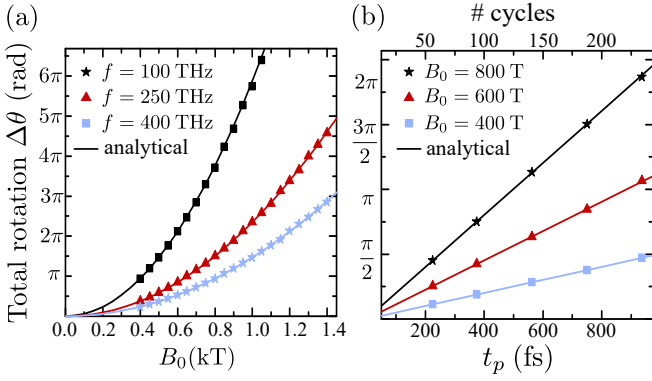 (a)
Total rotation Δθ (rad)
6π
5π
4π
3π
2π
π
f = 100 THz
f = 250 THz
f = 400 THz
analytical
0.0 0.2 0.4 0.6 0.8 1.0 1.2 1.4
B₀(kT)
(b)
# cycles
50 100 150 200
2π
3π/2
π
π/2
B₀ = 800 T
B₀ = 600 T
B₀ = 400 T
analytical
200 400 600 800
tₚ (fs)